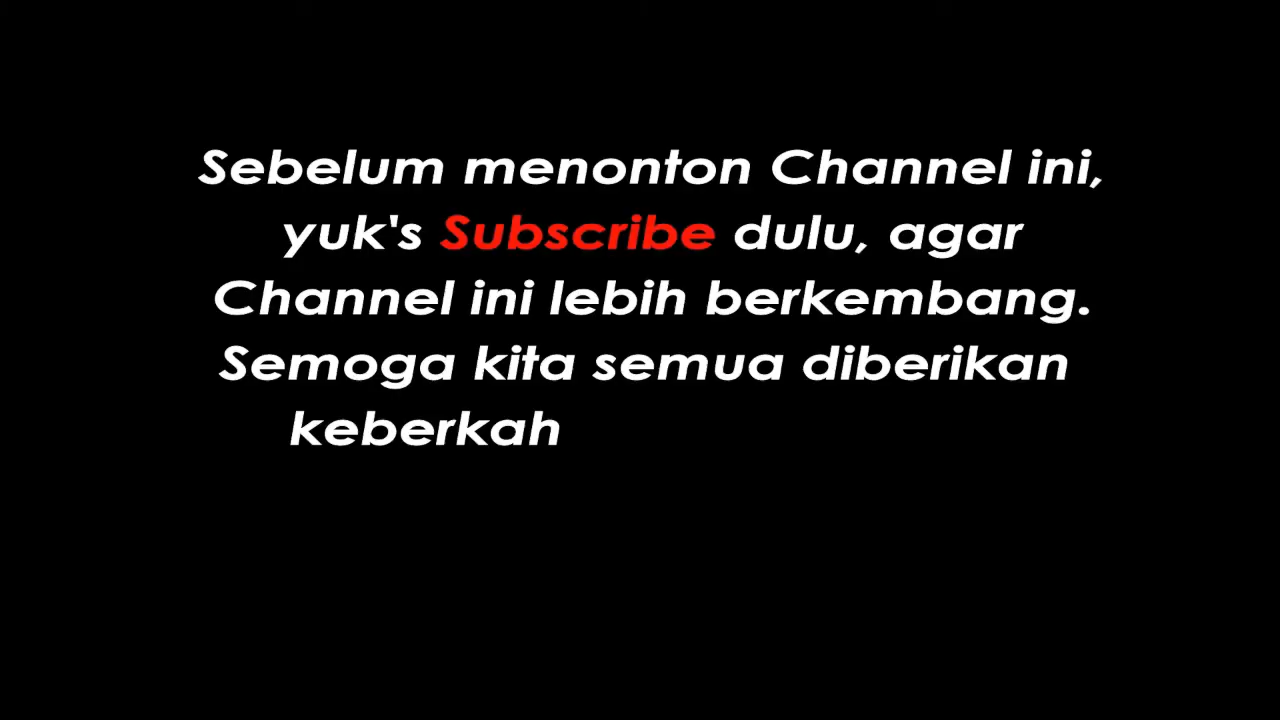 Sebelum menonton Channel ini,
yuk's Subscribe dulu, agar
Channel ini lebih berkembang.
Semoga kita semua diberikan
keberkah